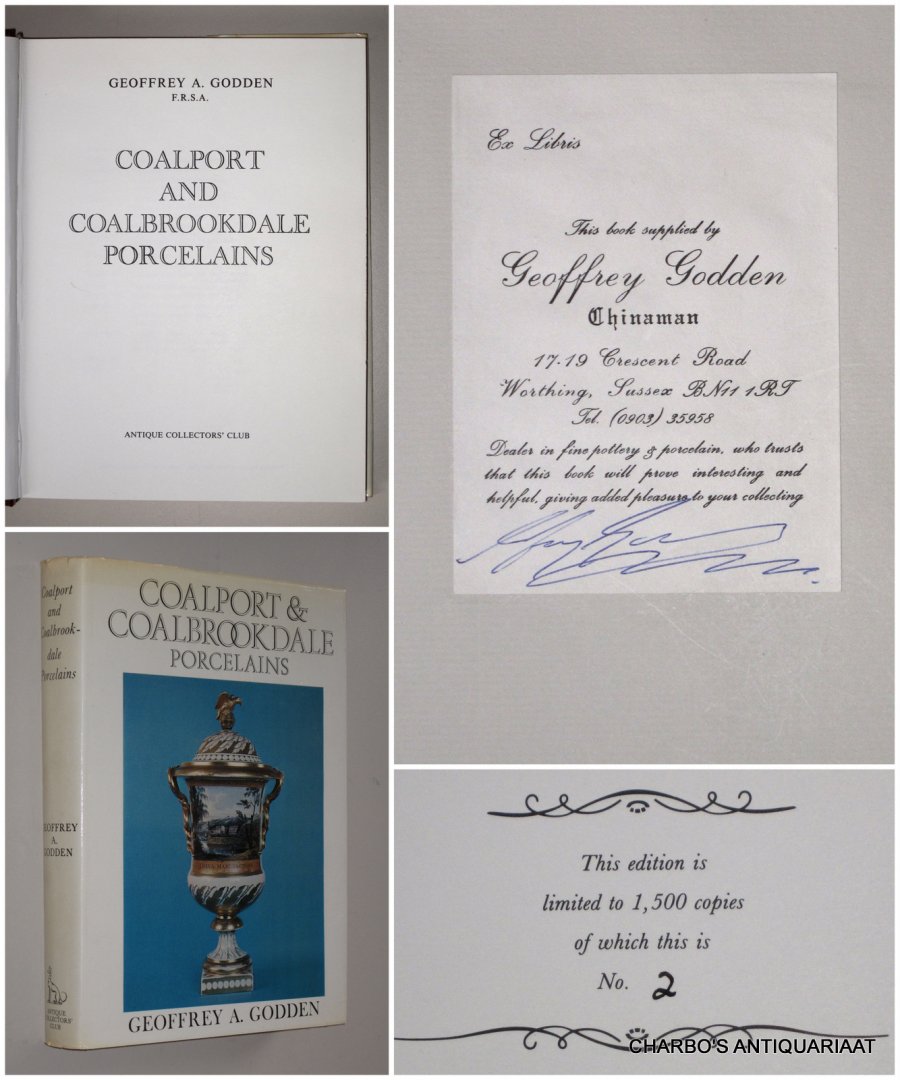 GEOFFREY A. GODDEN
F.R.S.A.
COALPORT
AND
COALBROOKDALE
PORCELAINS
ANTIQUE COLLECTORS' CLUB
Ex Libris
This book supplied by
Geoffrey Godden
Chinaman
17-19 Crescent Road
Worthing, Sussex BN11 1RT
Tel. (0903) 35958
Dealer in fine pottery & porcelain, who trusts
that this book will prove interesting and
helpful, giving added pleasure to your collecting
Coalport
and
Coalbrook-
dale
Porcelains
GEOFFREY
A.
GODDEN
ANTIQUE
COLLECTORS'
CLUB
COALPORT &
COALBROOKDALE
PORCELAINS
GEOFFREY A. GODDEN
This edition is
limited to 1,500 copies
of which this is
No. 2
CHARBO'S ANTIQUARIAAT